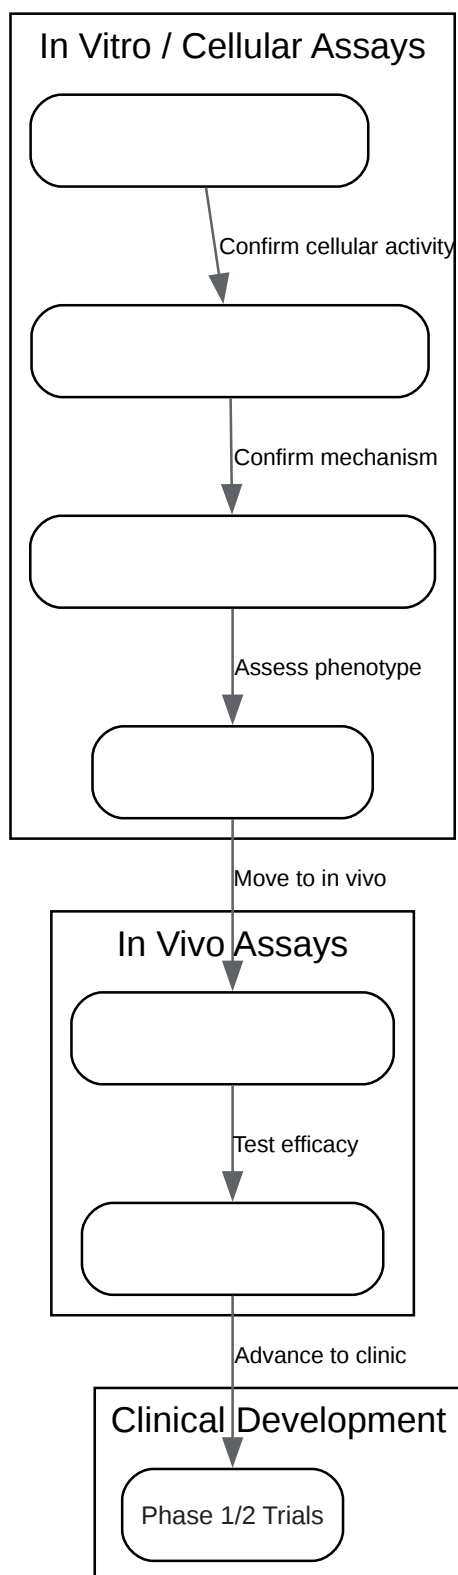 In Vitro / Cellular Assays
Confirm cellular activity
Confirm mechanism
Assess phenotype
Move to in vivo
In Vivo Assays
Test efficacy
Advance to clinic
Clinical Development
Phase 1/2 Trials